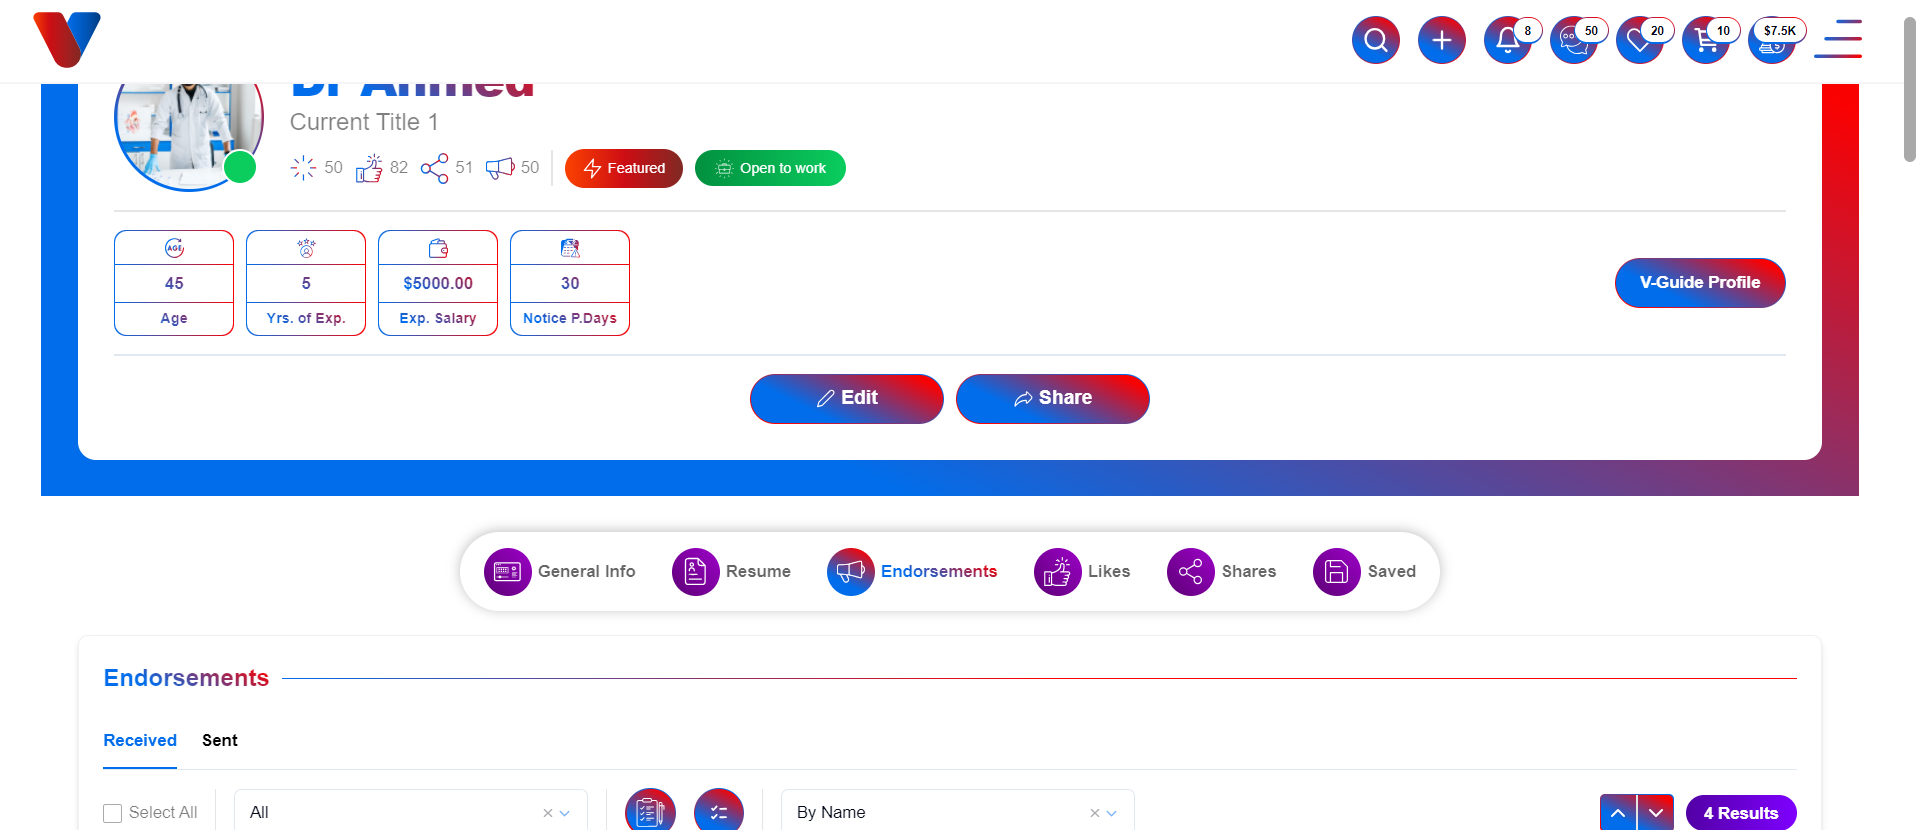 8
50
20
10
$7.5K
Dr Ahmed
Current Title 1
50 82 51 50 Featured Open to work
AGE
45 5 $5000.00 30
Age Yrs. of Exp. Exp. Salary Notice P.Days
V-Guide Profile
Edit Share
General Info Resume Endorsements Likes Shares Saved
Endorsements
Received Sent
Select All All By Name 4 Results